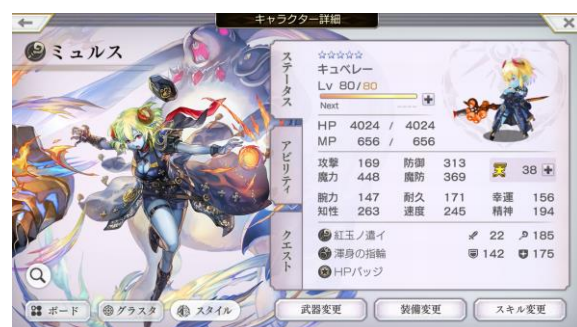 キャラクター詳細
ミュルス
ステータス
アビリティ
クエスト
キュベレー
Lv 80/80
Next
HP 4024 / 4024
MP 656 / 656
攻撃 169 防御 313
魔力 448 魔防 369
天 38
腕力 147 耐久 171 幸運 156
知性 263 速度 245 精神 194
紅玉ノ遣イ 22 185
渾身の指輪 142 175
HPバッジ
ボード
グラスタ
スタイル
武器変更
装備変更
スキル変更